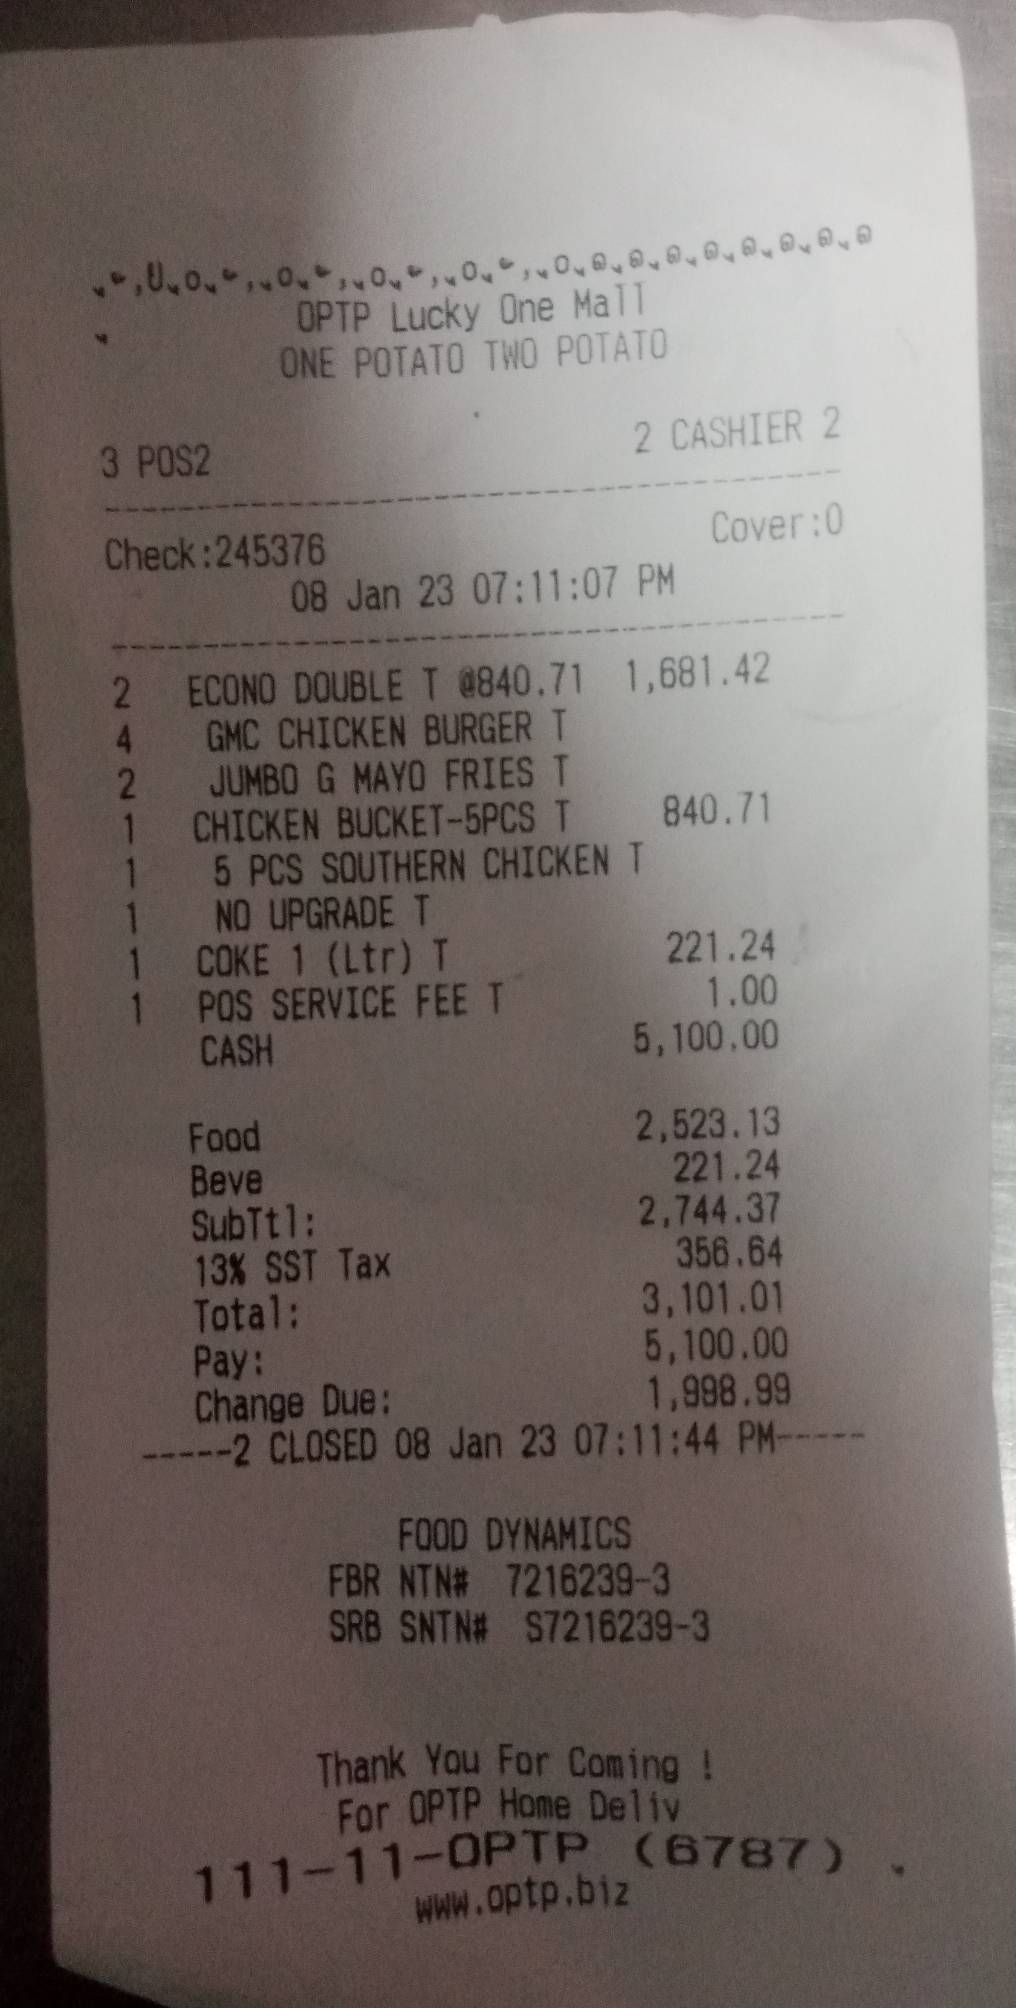 OPTP Lucky One Mall
ONE POTATO TWO POTATO
3 POS2 2 CASHIER 2
Check:245376 Cover:0
08 Jan 23 07:11:07 PM
2 ECONO DOUBLE T @840.71 1,681.42
4 GMC CHICKEN BURGER T
2 JUMBO G MAYO FRIES T
1 CHICKEN BUCKET-5PCS T 840.71
1 5 PCS SOUTHERN CHICKEN T
1 NO UPGRADE T
1 COKE 1 (Ltr) T 221.24
1 POS SERVICE FEE T 1.00
CASH 5,100.00
Food 2,523.13
Beve 221.24
SubTtl: 2,744.37
13% SST Tax 356.64
Total: 3,101.01
Pay: 5,100.00
Change Due: 1,998.99
-----2 CLOSED 08 Jan 23 07:11:44 PM-----
FOOD DYNAMICS
FBR NTN# 7216239-3
SRB SNTN# S7216239-3
Thank You For Coming !
For OPTP Home Deliv
111-11-OPTP (6787) .
www.optp.biz